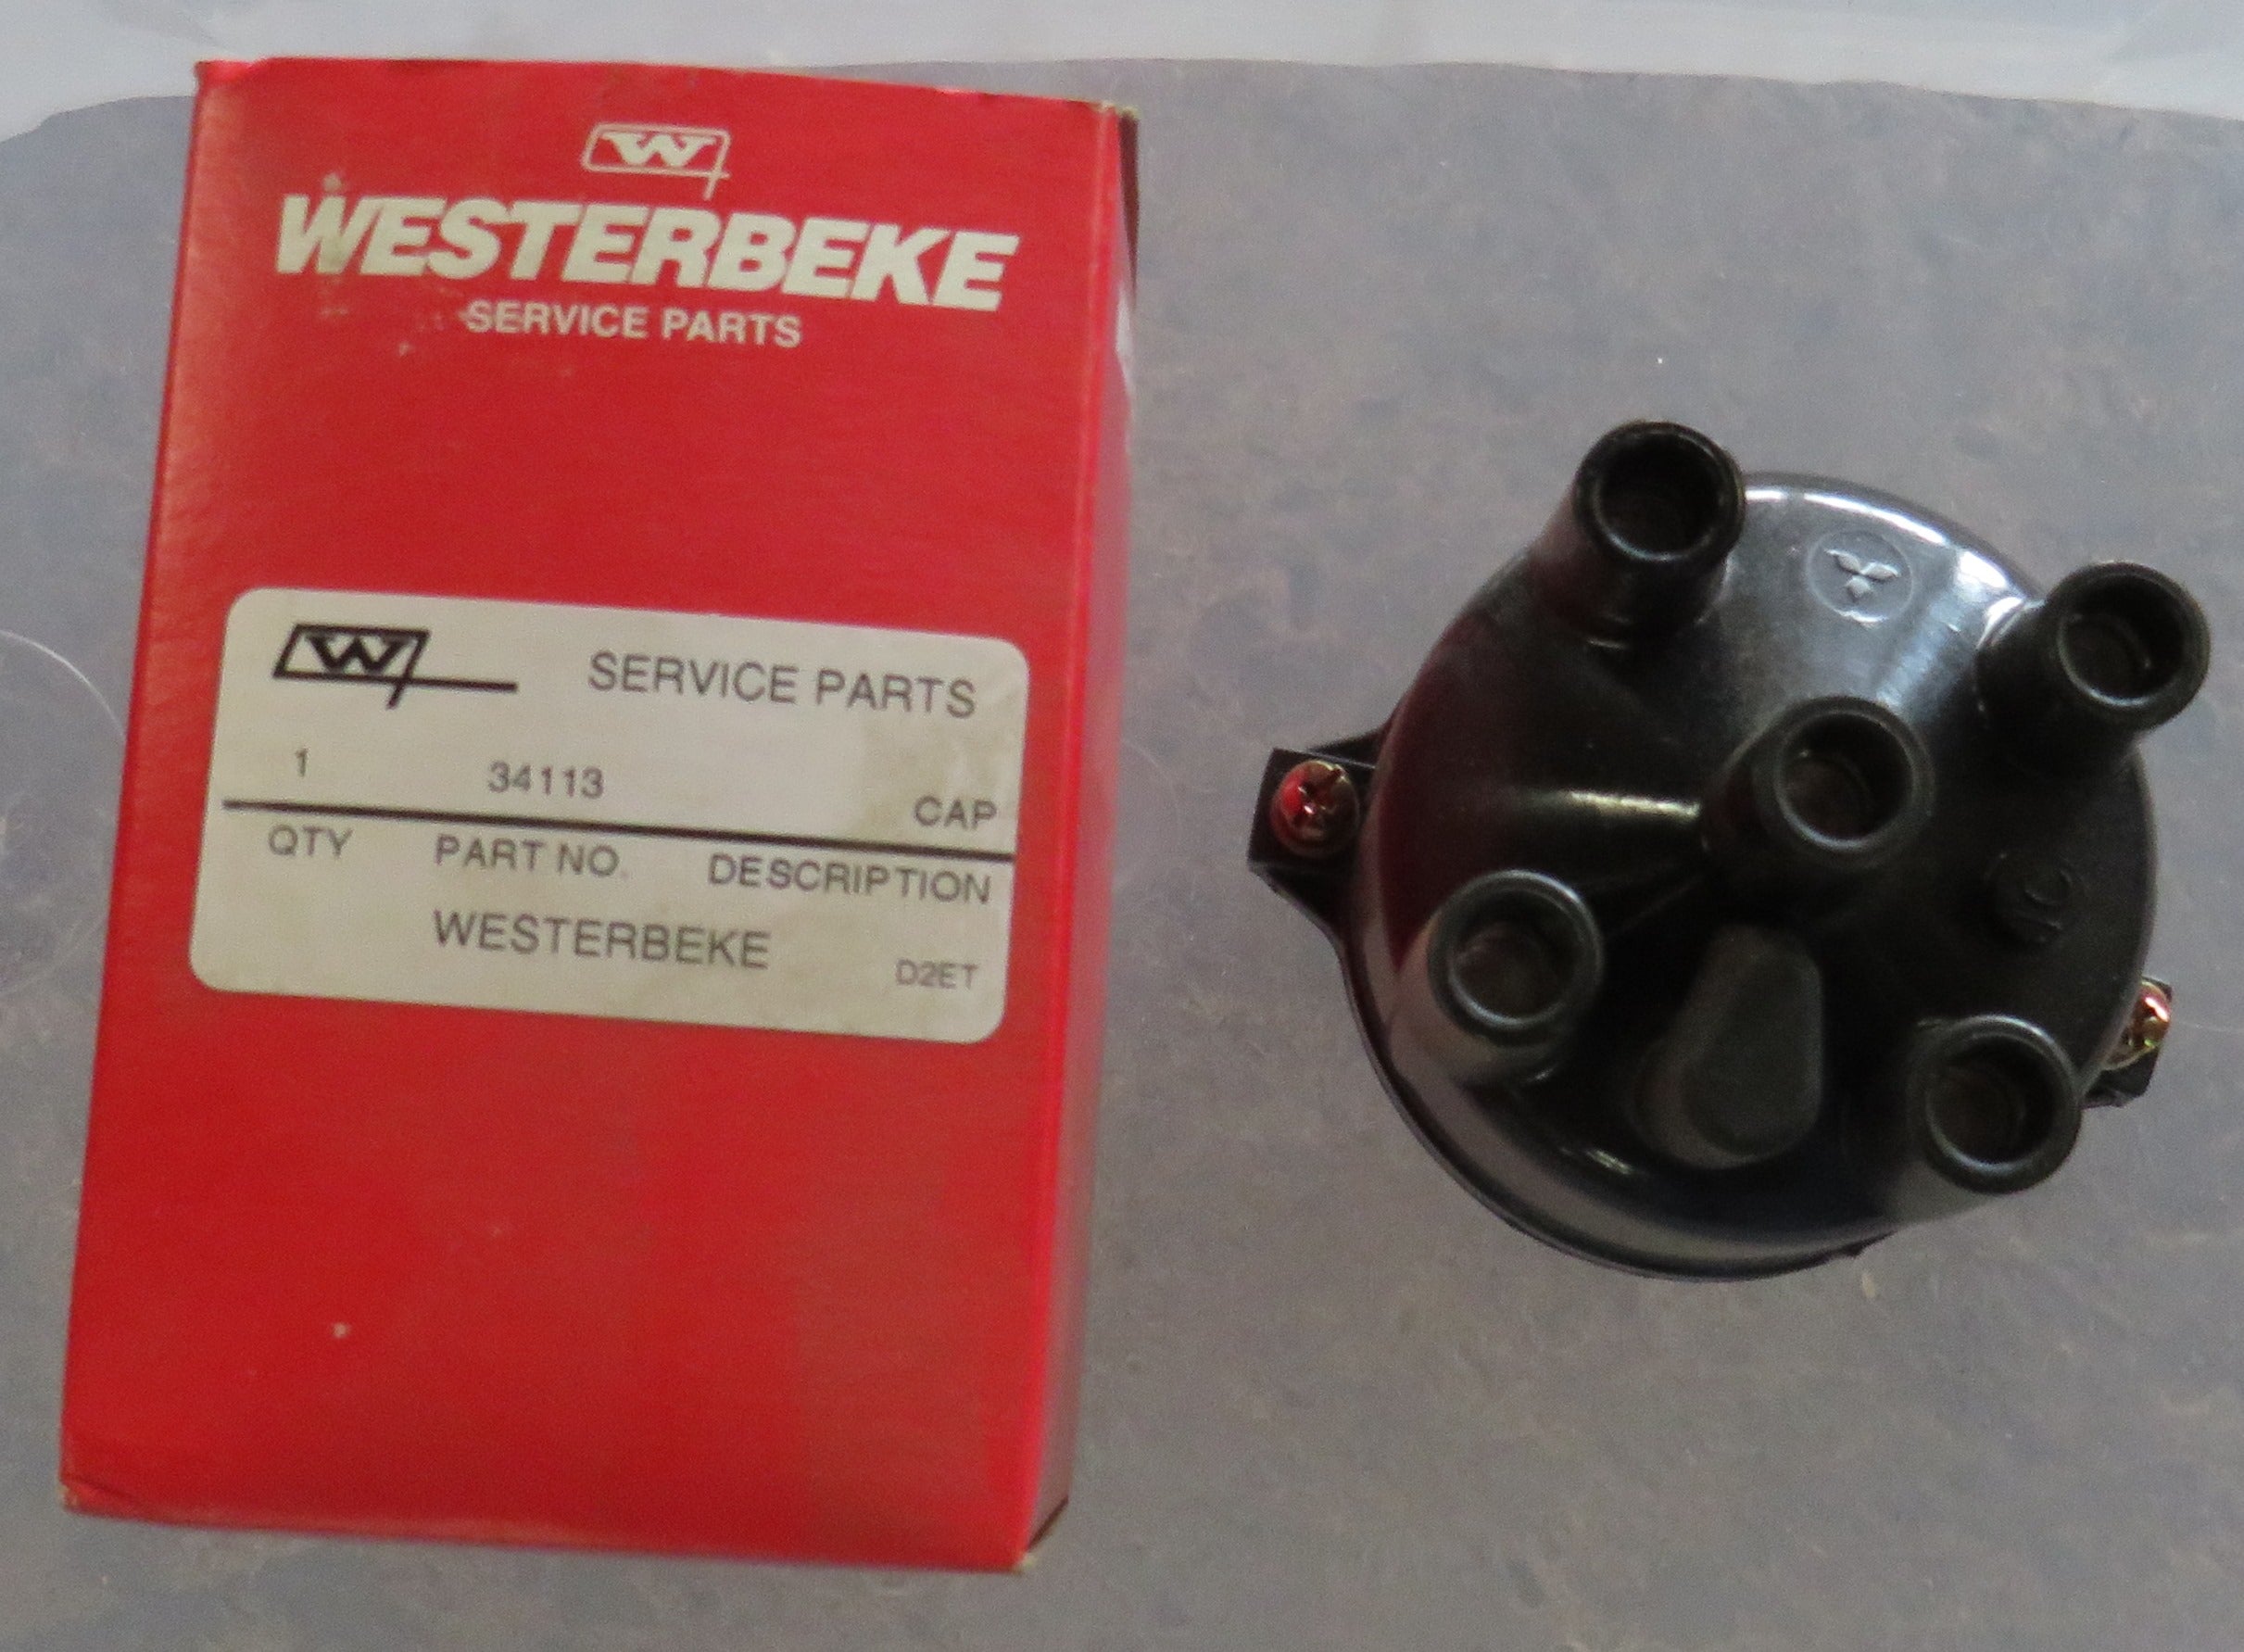 W
WESTERBEKE
SERVICE PARTS
W SERVICE PARTS
1 34113 CAP
QTY PART NO. DESCRIPTION
WESTERBEKE D2ET